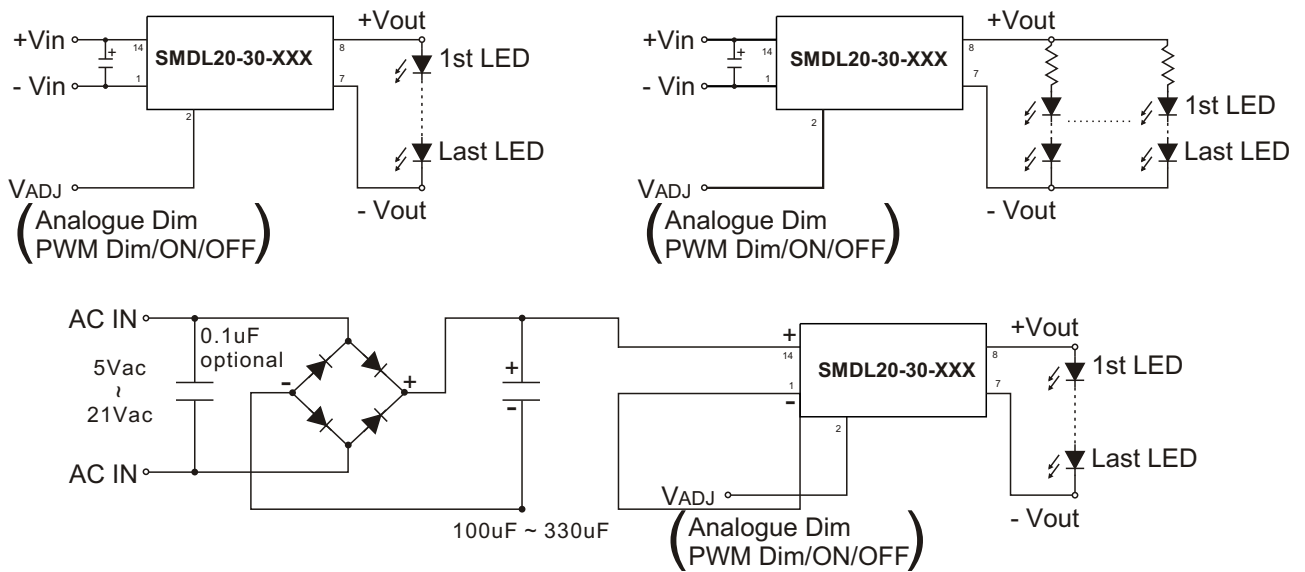 +Vin
- Vin
14
1
SMDL20-30-XXX
8
7
2
+
+Vout
1st LED
Last LED
- Vout
VADJ
(Analogue Dim
PWM Dim/ON/OFF)
+Vin
- Vin
14
1
SMDL20-30-XXX
8
7
2
+
+Vout
1st LED
Last LED
- Vout
VADJ
(Analogue Dim
PWM Dim/ON/OFF)
AC IN
0.1uF
optional
5Vac
~
21Vac
AC IN
-
+
+
-
100uF ~ 330uF
+
14
1
-
SMDL20-30-XXX
8
7
2
+Vout
1st LED
Last LED
- Vout
VADJ
(Analogue Dim
PWM Dim/ON/OFF)